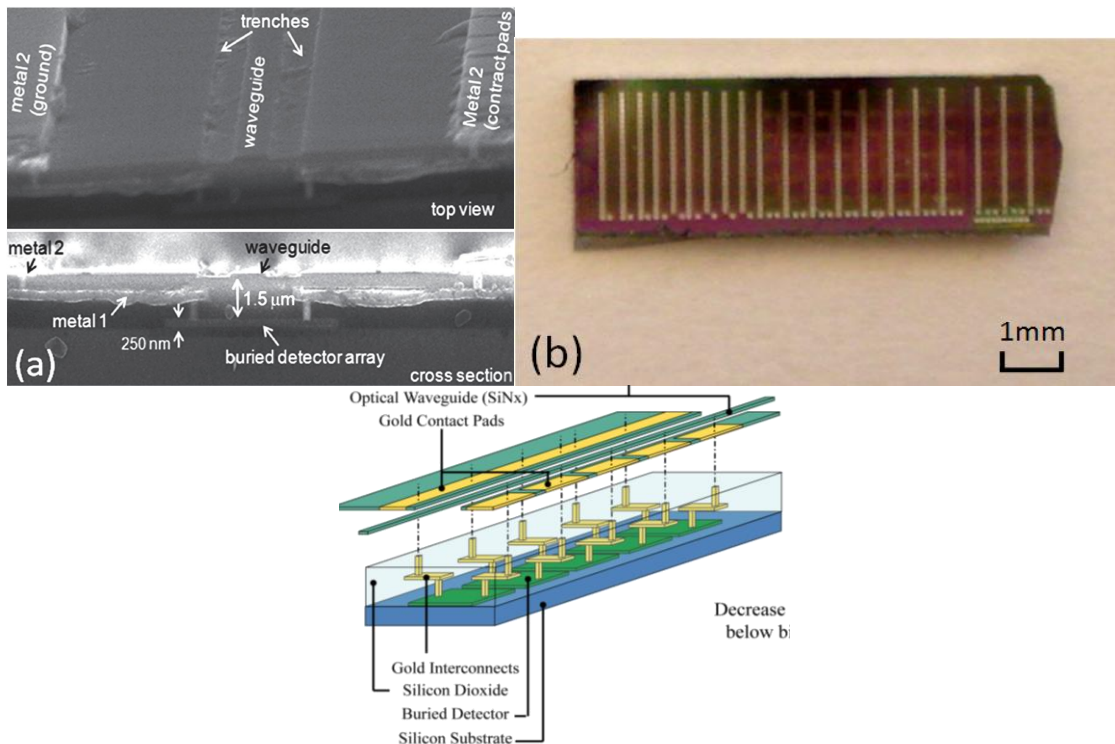 metal 2
(ground)
trenches
waveguide
Metal 2
(contract pads
top view
metal 2
waveguide
1.5 μm
metal 1
250 nm
buried detector array
(a)
cross section
(b)
1mm
Optical Waveguide (SiNx)
Gold Contact Pads
Decrease
below bi
Gold Interconnects
Silicon Dioxide
Buried Detector
Silicon Substrate